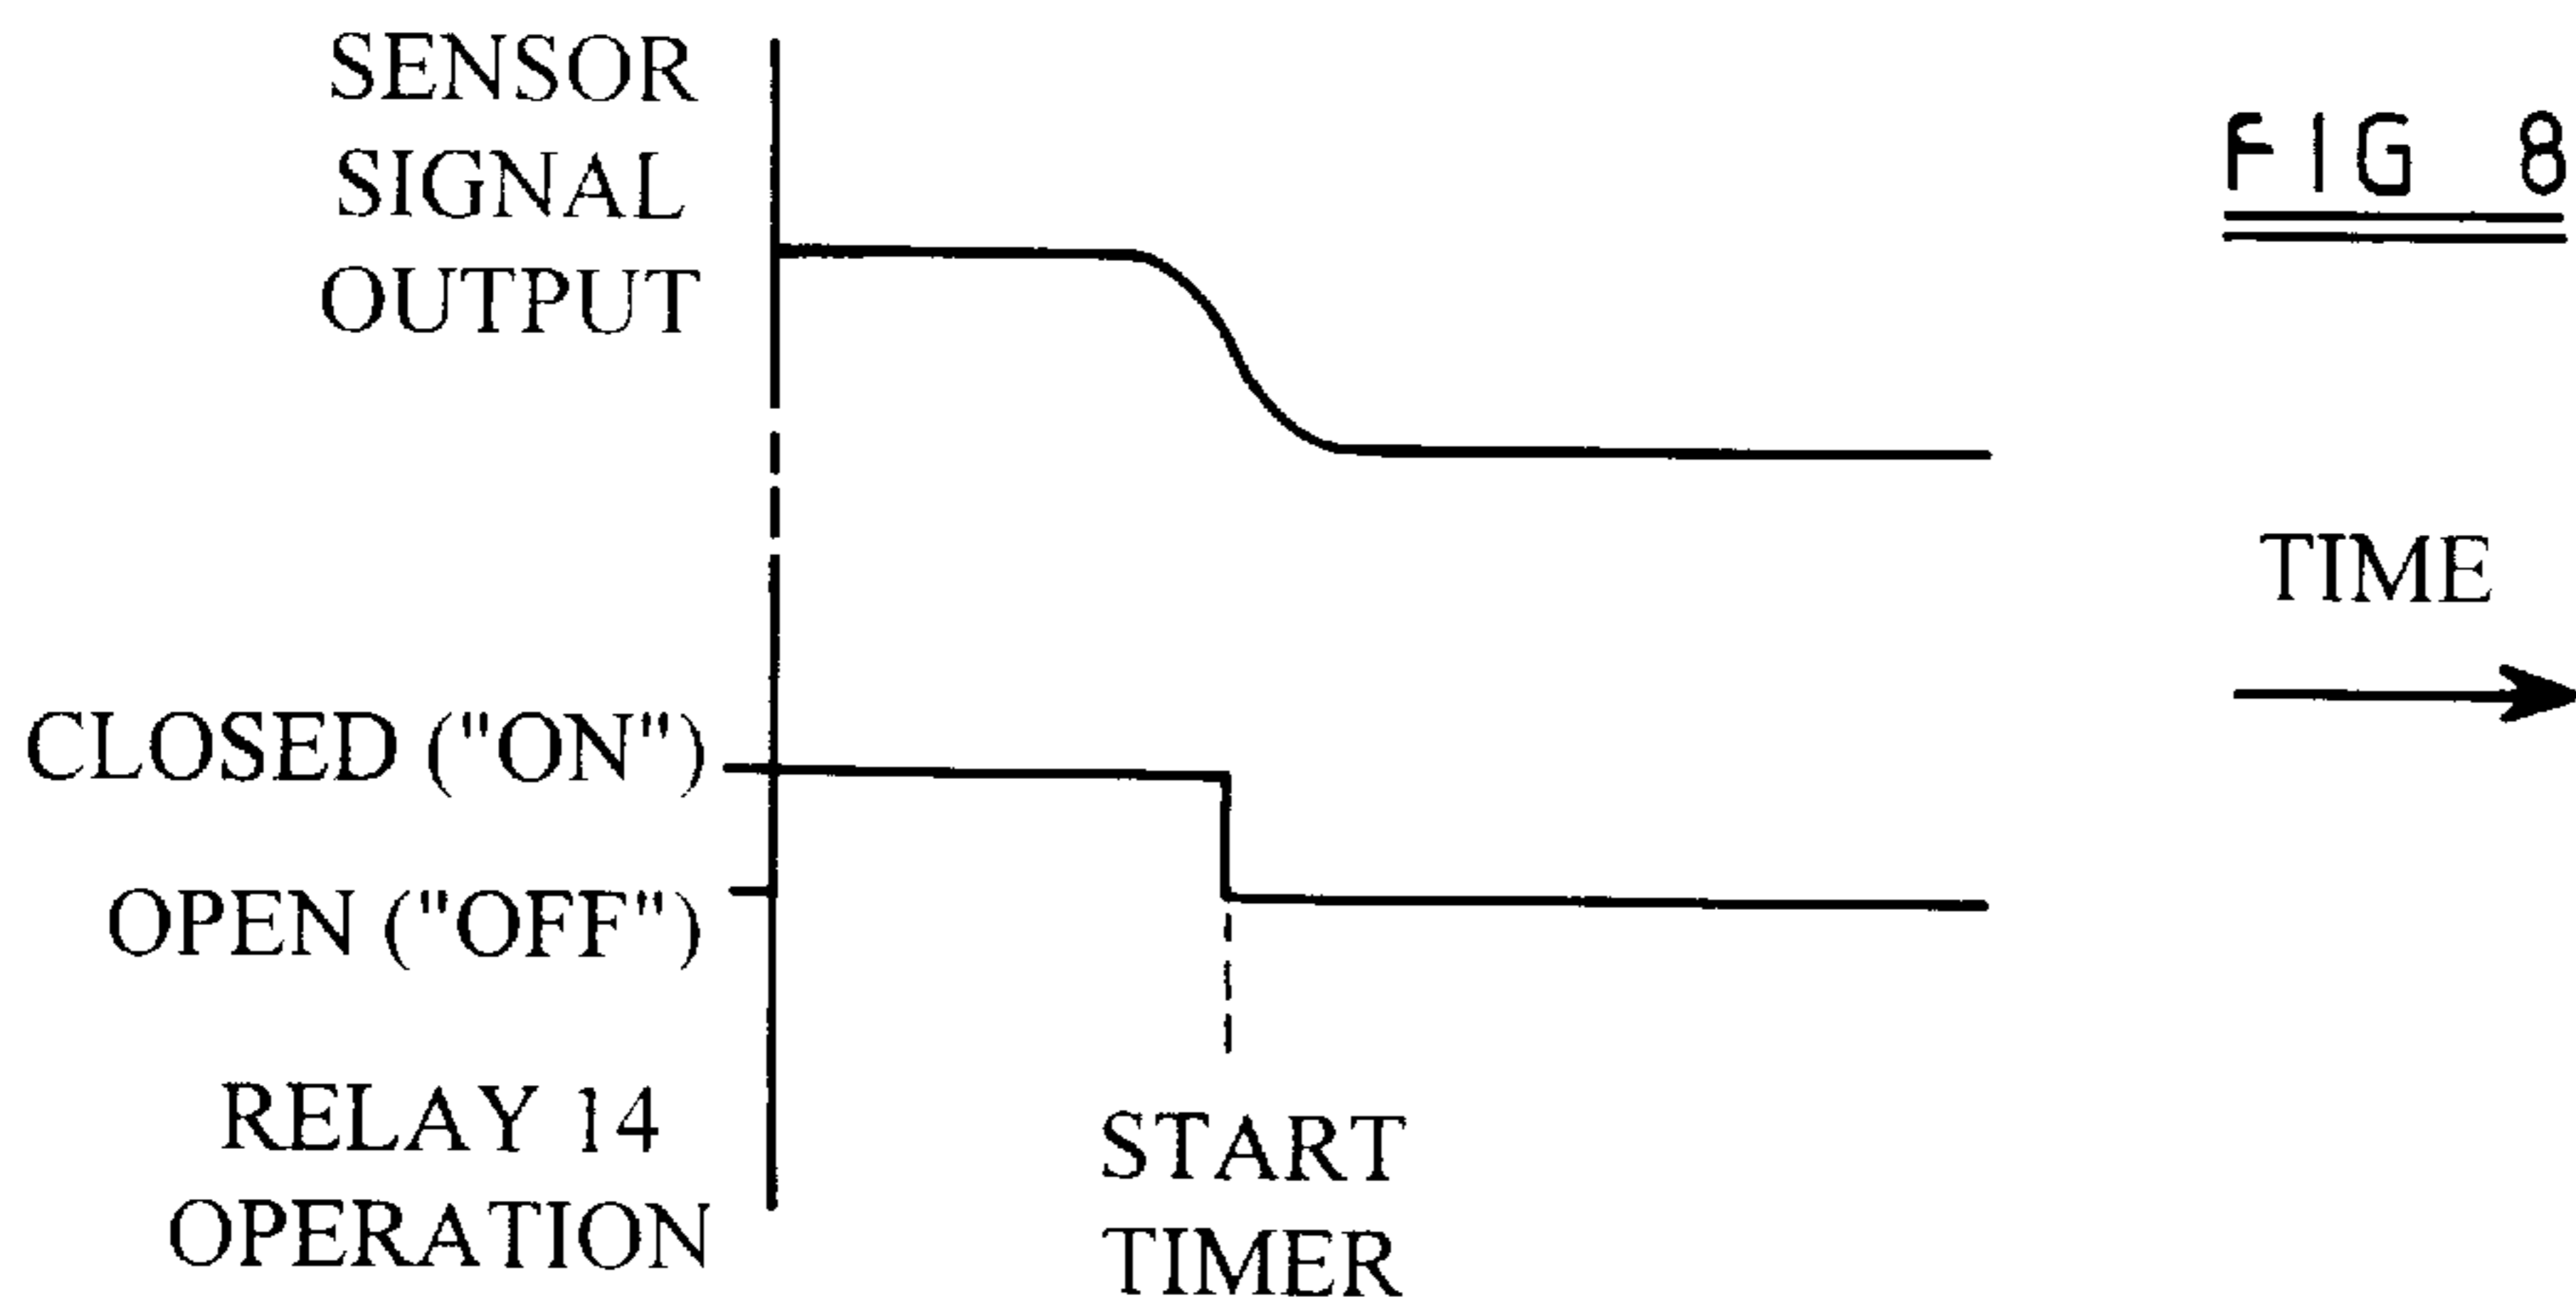 SENSOR
SIGNAL
OUTPUT
FIG 8
TIME
CLOSED ("ON")
OPEN ("OFF")
RELAY 14
OPERATION
START
TIMER